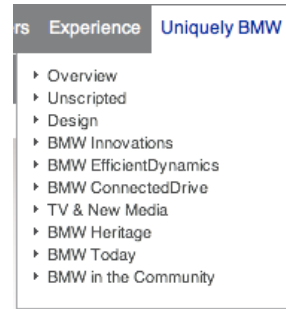 rs Experience Uniquely BMW
Overview
Unscripted
Design
BMW Innovations
BMW EfficientDynamics
BMW ConnectedDrive
TV & New Media
BMW Heritage
BMW Today
BMW in the Community